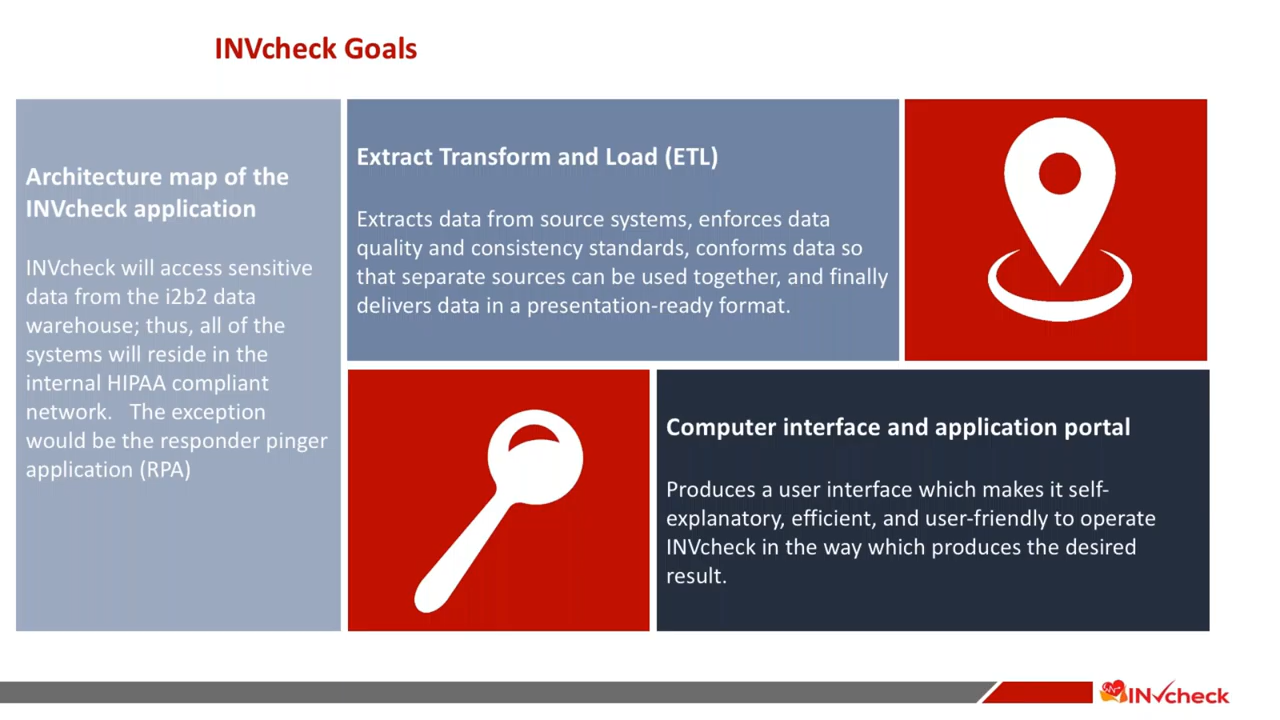 INVcheck Goals
Architecture map of the
INVcheck application
INVcheck will access sensitive
data from the i2b2 data
warehouse; thus, all of the
systems will reside in the
internal HIPAA compliant
network.   The exception
would be the responder pinger
application (RPA)
Extract Transform and Load (ETL)
Extracts data from source systems, enforces data
quality and consistency standards, conforms data so
that separate sources can be used together, and finally
delivers data in a presentation-ready format.
Computer interface and application portal
Produces a user interface which makes it self-
explanatory, efficient, and user-friendly to operate
INVcheck in the way which produces the desired
result.
INVcheck